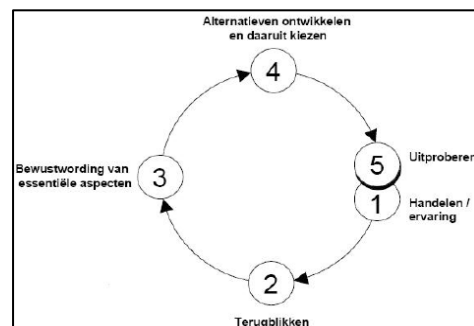 Alternatieven ontwikkelen
en daaruit kiezen
4
5
Uitproberen
Bewustwording van
essentiële aspecten
3
1
Handelen /
ervaring
2
Terugblikken